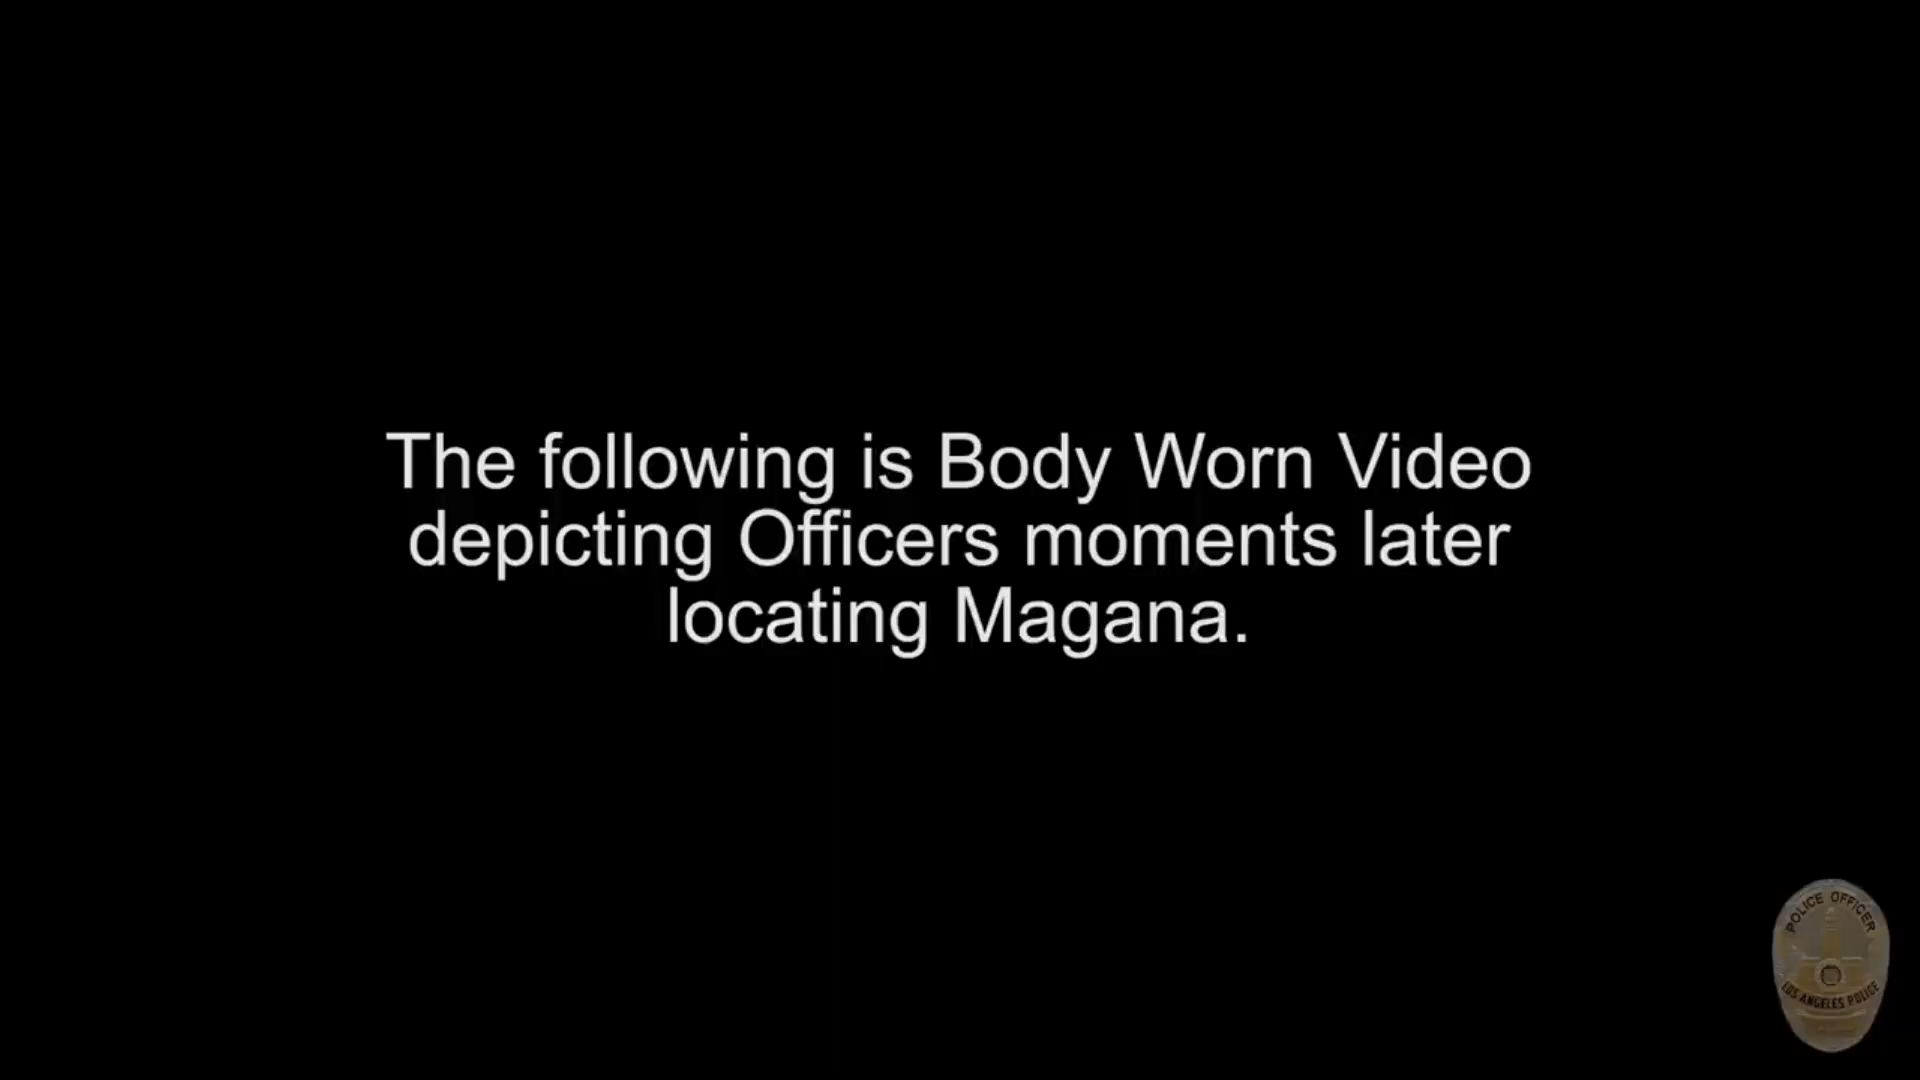 The following is Body Worn Video
depicting Officers moments later
locating Magana.
POLICE OFFICER
LOS ANGELES POLICE